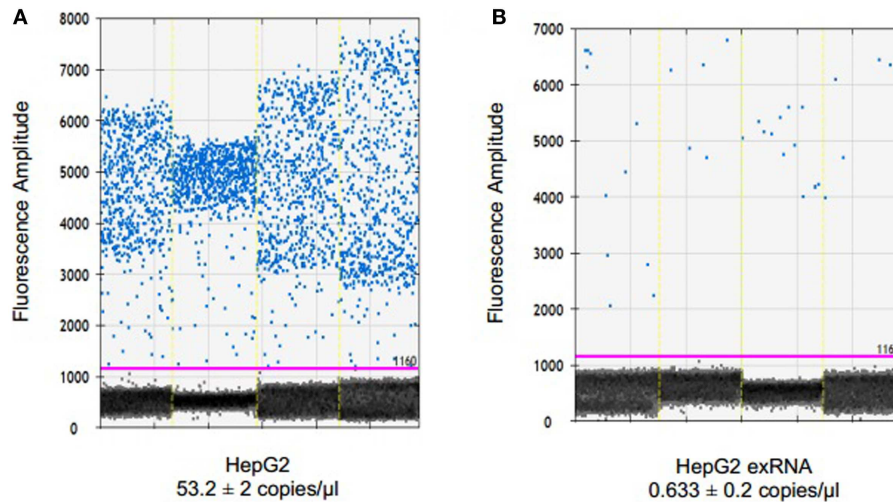 A
Fluorescence Amplitude
8000
7000
6000
5000
4000
3000
2000
1000
0
1160
HepG2
53.2 ± 2 copies/µl
B
Fluorescence Amplitude
7000
6000
5000
4000
3000
2000
1000
0
116
HepG2 exRNA
0.633 ± 0.2 copies/µl